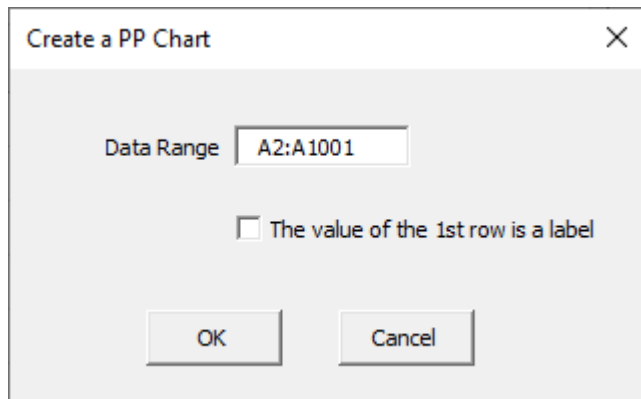 Create a PP Chart
Data Range A2:A1001
The value of the 1st row is a label
OK Cancel